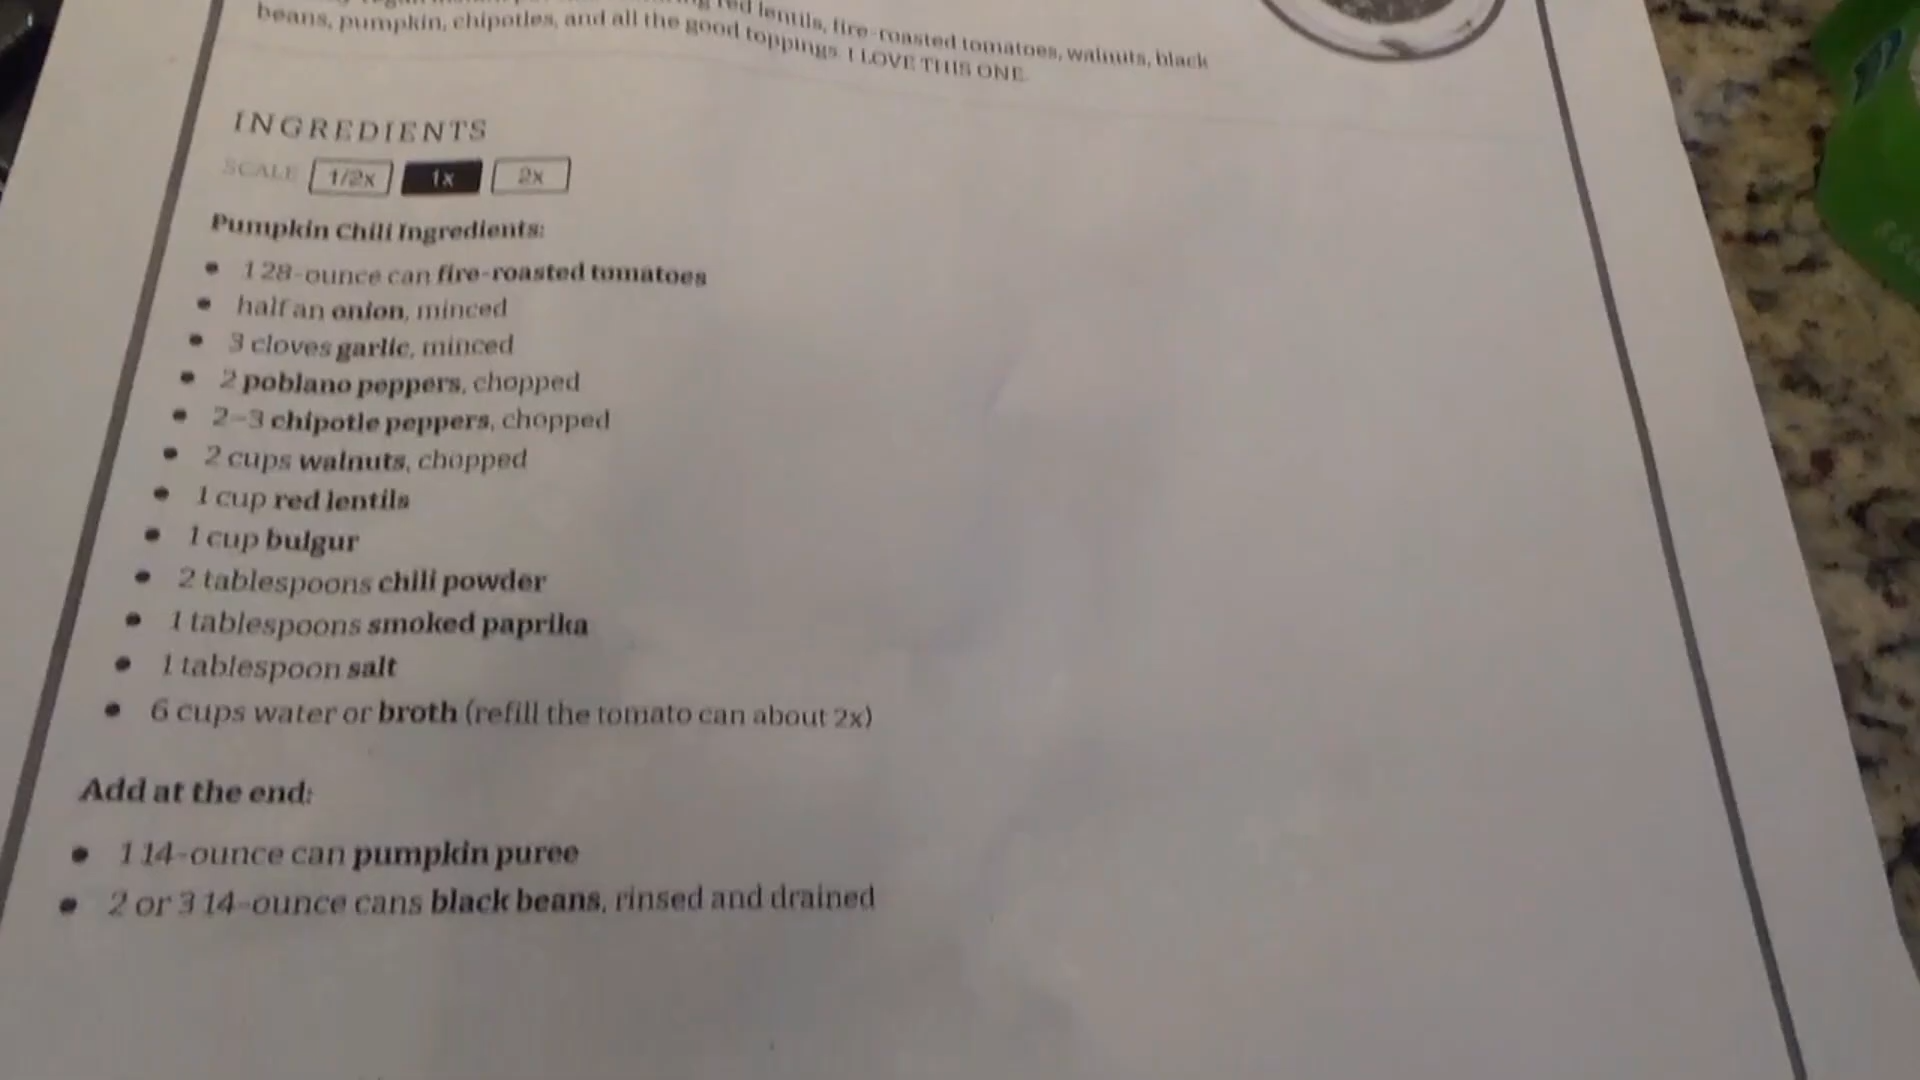 red lentils, fire-roasted tomatoes, walnuts, black
beans, pumpkin, chipotles, and all the good toppings. I LOVE THIS ONE.
INGREDIENTS
SCALE 1/2x 1x 2x
Pumpkin Chili Ingredients:
• 1 28-ounce can fire-roasted tomatoes
• half an onion, minced
• 3 cloves garlic, minced
• 2 poblano peppers, chopped
• 2–3 chipotle peppers, chopped
• 2 cups walnuts, chopped
• 1 cup red lentils
• 1 cup bulgur
• 2 tablespoons chili powder
• 1 tablespoons smoked paprika
• 1 tablespoon salt
• 6 cups water or broth (refill the tomato can about 2x)
Add at the end:
• 1 14-ounce can pumpkin puree
• 2 or 3 14-ounce cans black beans, rinsed and drained